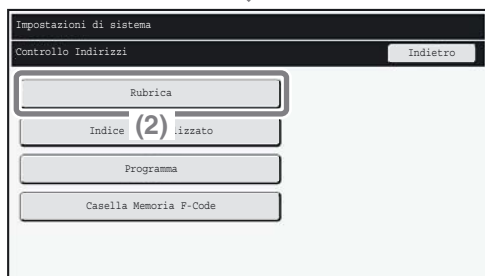 Impostazioni di sistema
Controllo Indirizzi
Indietro
Rubrica
Indice (2) izzato
Programma
Casella Memoria F-Code